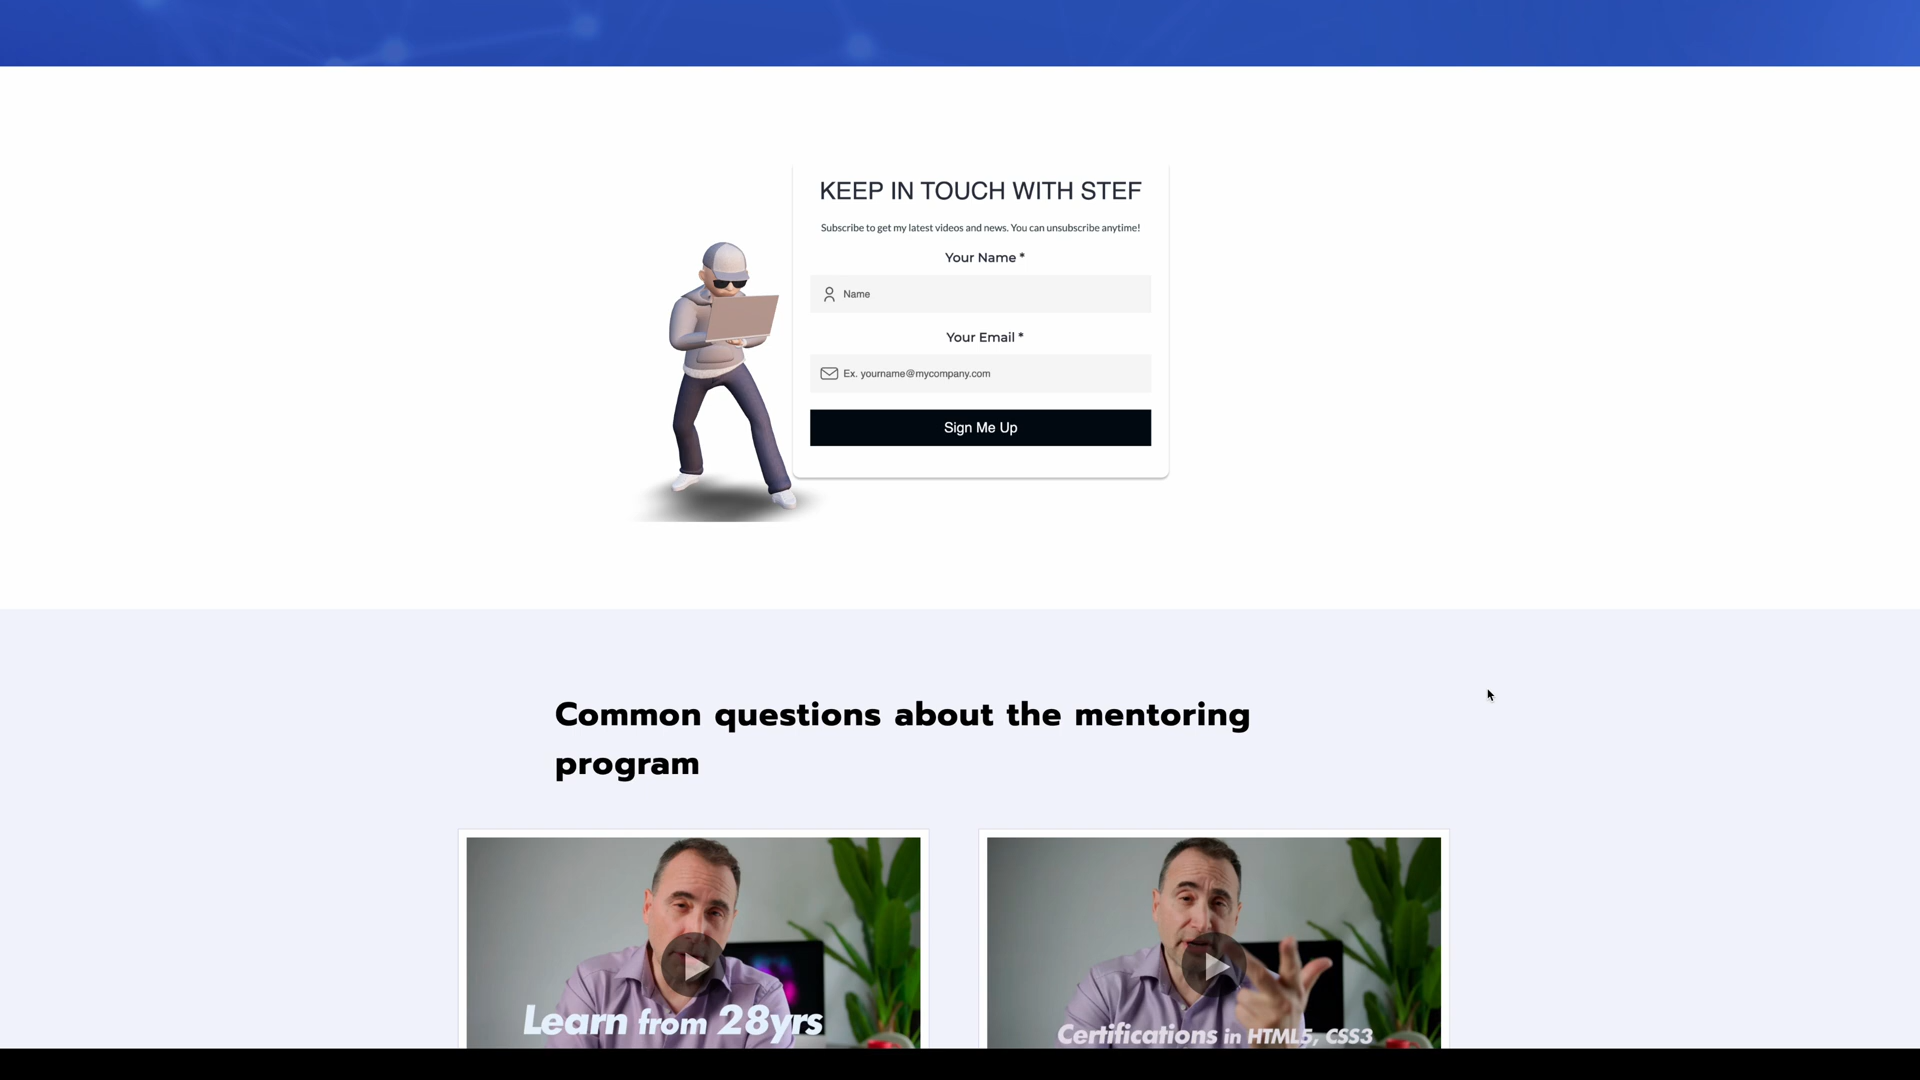 KEEP IN TOUCH WITH STEF
Subscribe to get my latest videos and news. You can unsubscribe anytime!
Your Name *
Name
Your Email *
Ex. yourname@mycompany.com
Sign Me Up
Common questions about the mentoring
program
Learn from 28yrs
Certifications in HTML5, CSS3